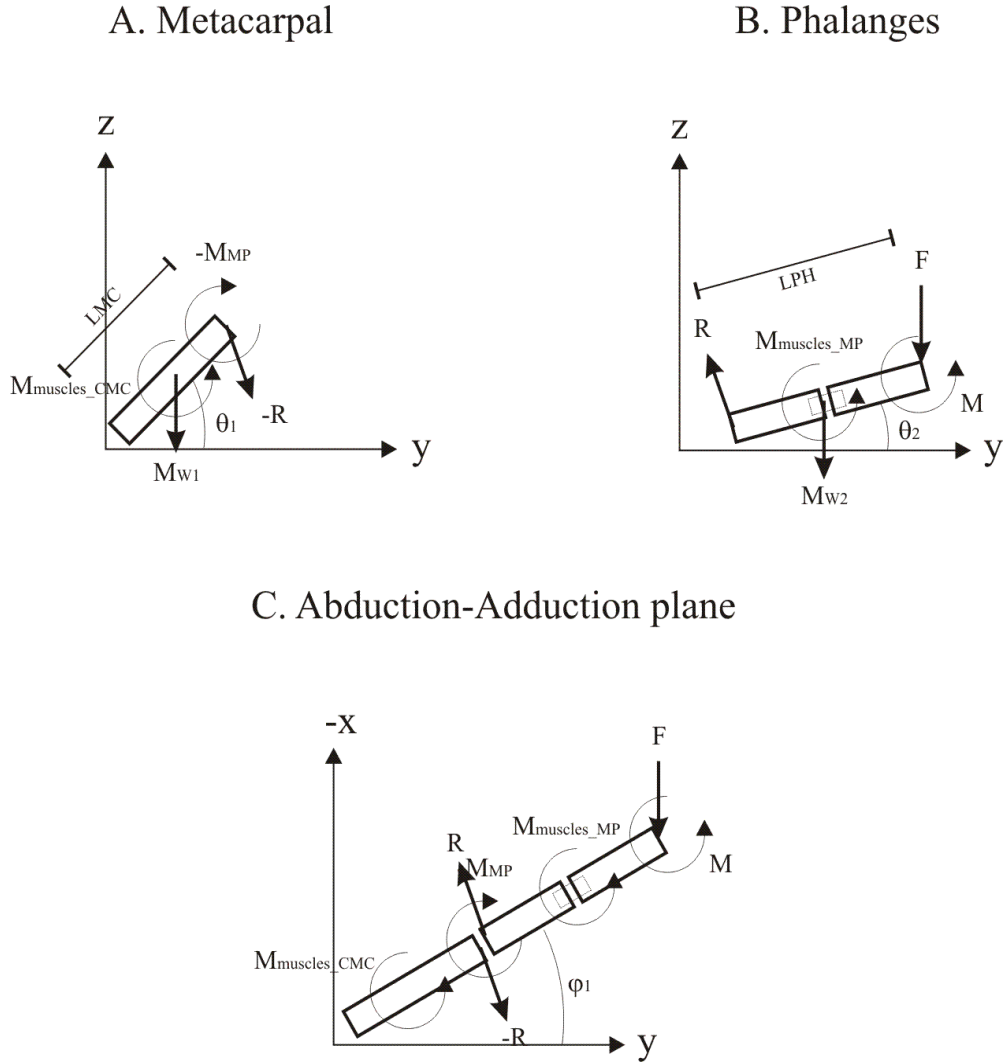 A. Metacarpal
B. Phalanges
z
-MMP
LMC
Mmuscles_CMC
θ1
-R
y
MW1
z
F
LPH
R
Mmuscles_MP
M
θ2
y
MW2
C. Abduction-Adduction plane
-x
F
Mmuscles_MP
R
MMP
M
Mmuscles_CMC
φ1
-R
y